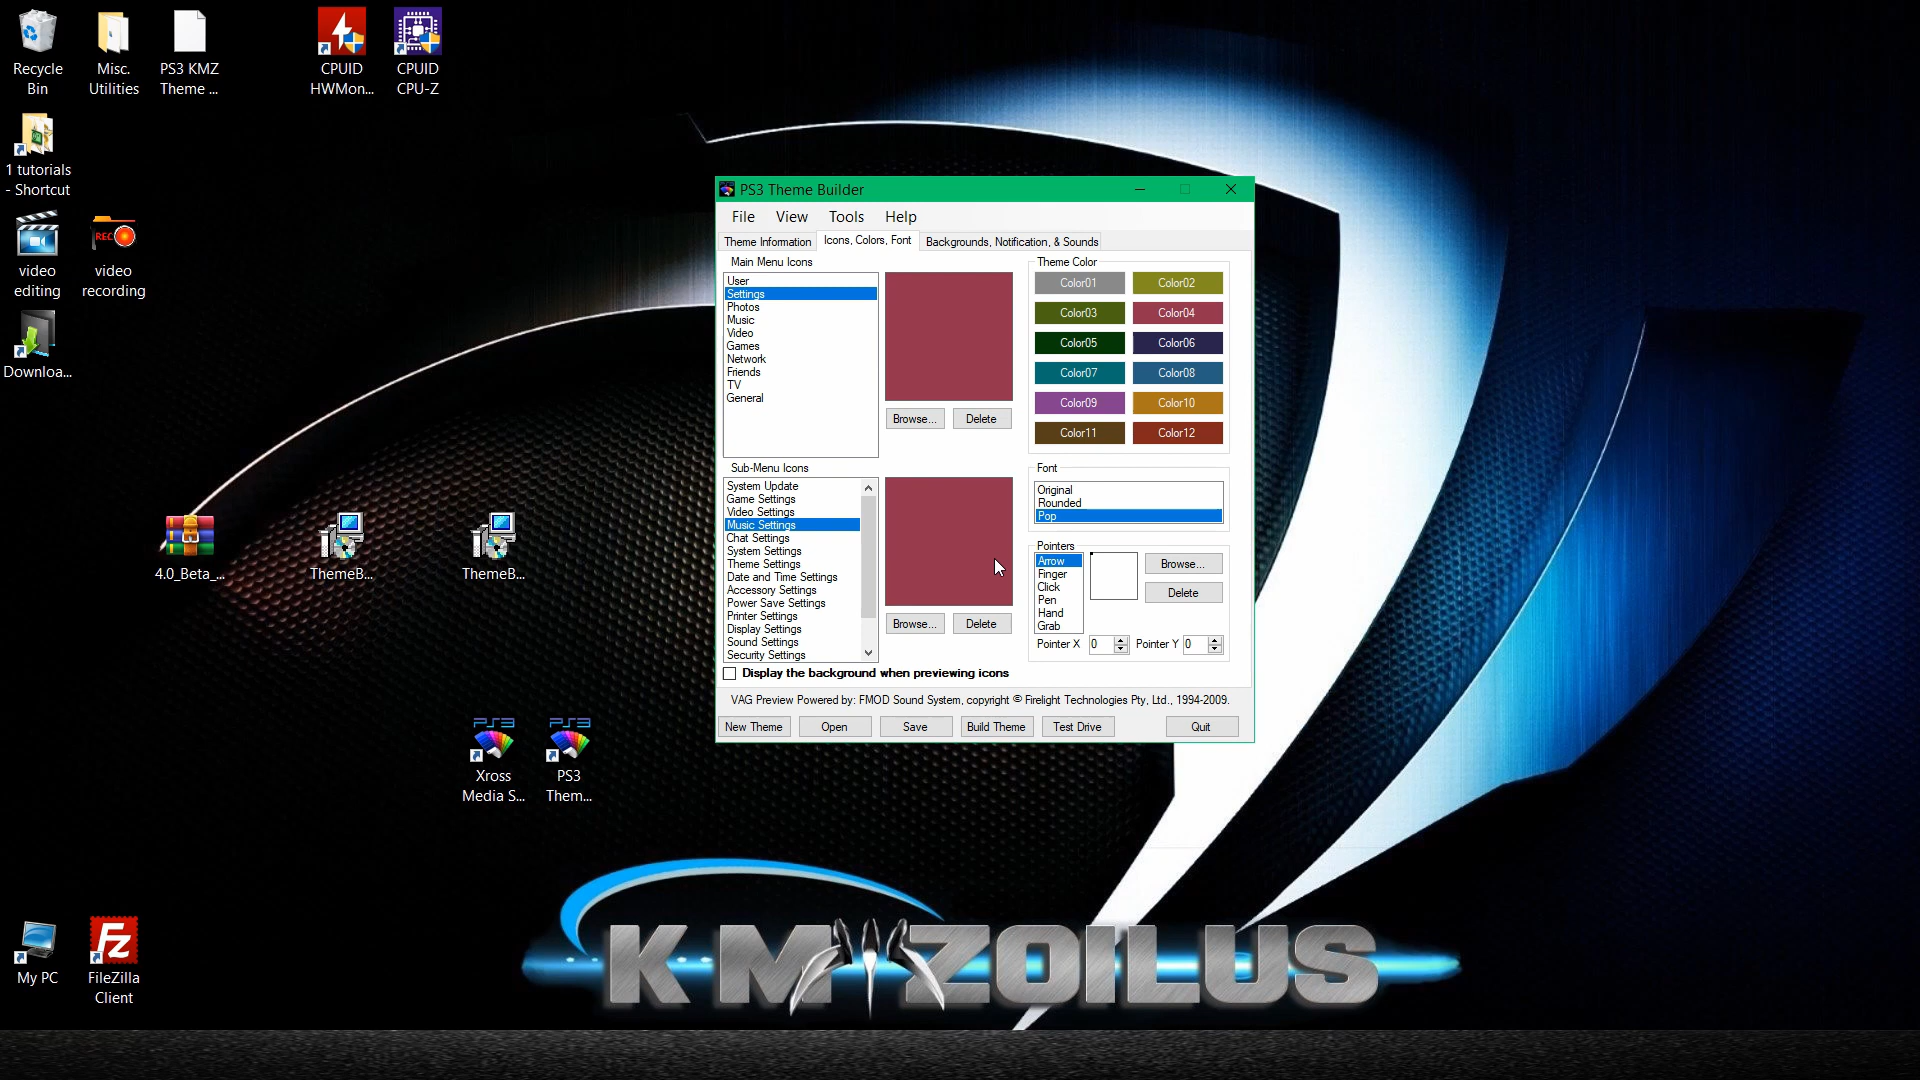 Recycle
Bin
Misc.
Utilities
PS3 KMZ
Theme ...
CPUID
HWMon...
CPUID
CPU-Z
1 tutorials
- Shortcut
video
editing
REC
video
recording
Downloa...
4.0_Beta_...
ThemeB...
ThemeB...
PS3
Xross
Media S...
PS3
PS3
Them...
My PC
Fz
FileZilla
Client
PS3 Theme Builder
File View Tools Help
Theme Information Icons, Colors, Font Backgrounds, Notification, & Sounds
Main Menu Icons
User
Settings
Photos
Music
Video
Games
Network
Friends
TV
General
Browse... Delete
Sub-Menu Icons
System Update
Game Settings
Video Settings
Music Settings
Chat Settings
System Settings
Theme Settings
Date and Time Settings
Accessory Settings
Power Save Settings
Printer Settings
Display Settings
Sound Settings
Security Settings
Browse... Delete
Theme Color
Color01 Color02
Color03 Color04
Color05 Color06
Color07 Color08
Color09 Color10
Color11 Color12
Font
Original
Rounded
Pop
Pointers
Arrow
Finger
Click
Pen
Hand
Grab
Browse...
Delete
Pointer X 0 Pointer Y 0
Display the background when previewing icons
VAG Preview Powered by: FMOD Sound System, copyright © Firelight Technologies Pty, Ltd., 1994-2009.
New Theme Open Save Build Theme Test Drive Quit
KMZOILUS